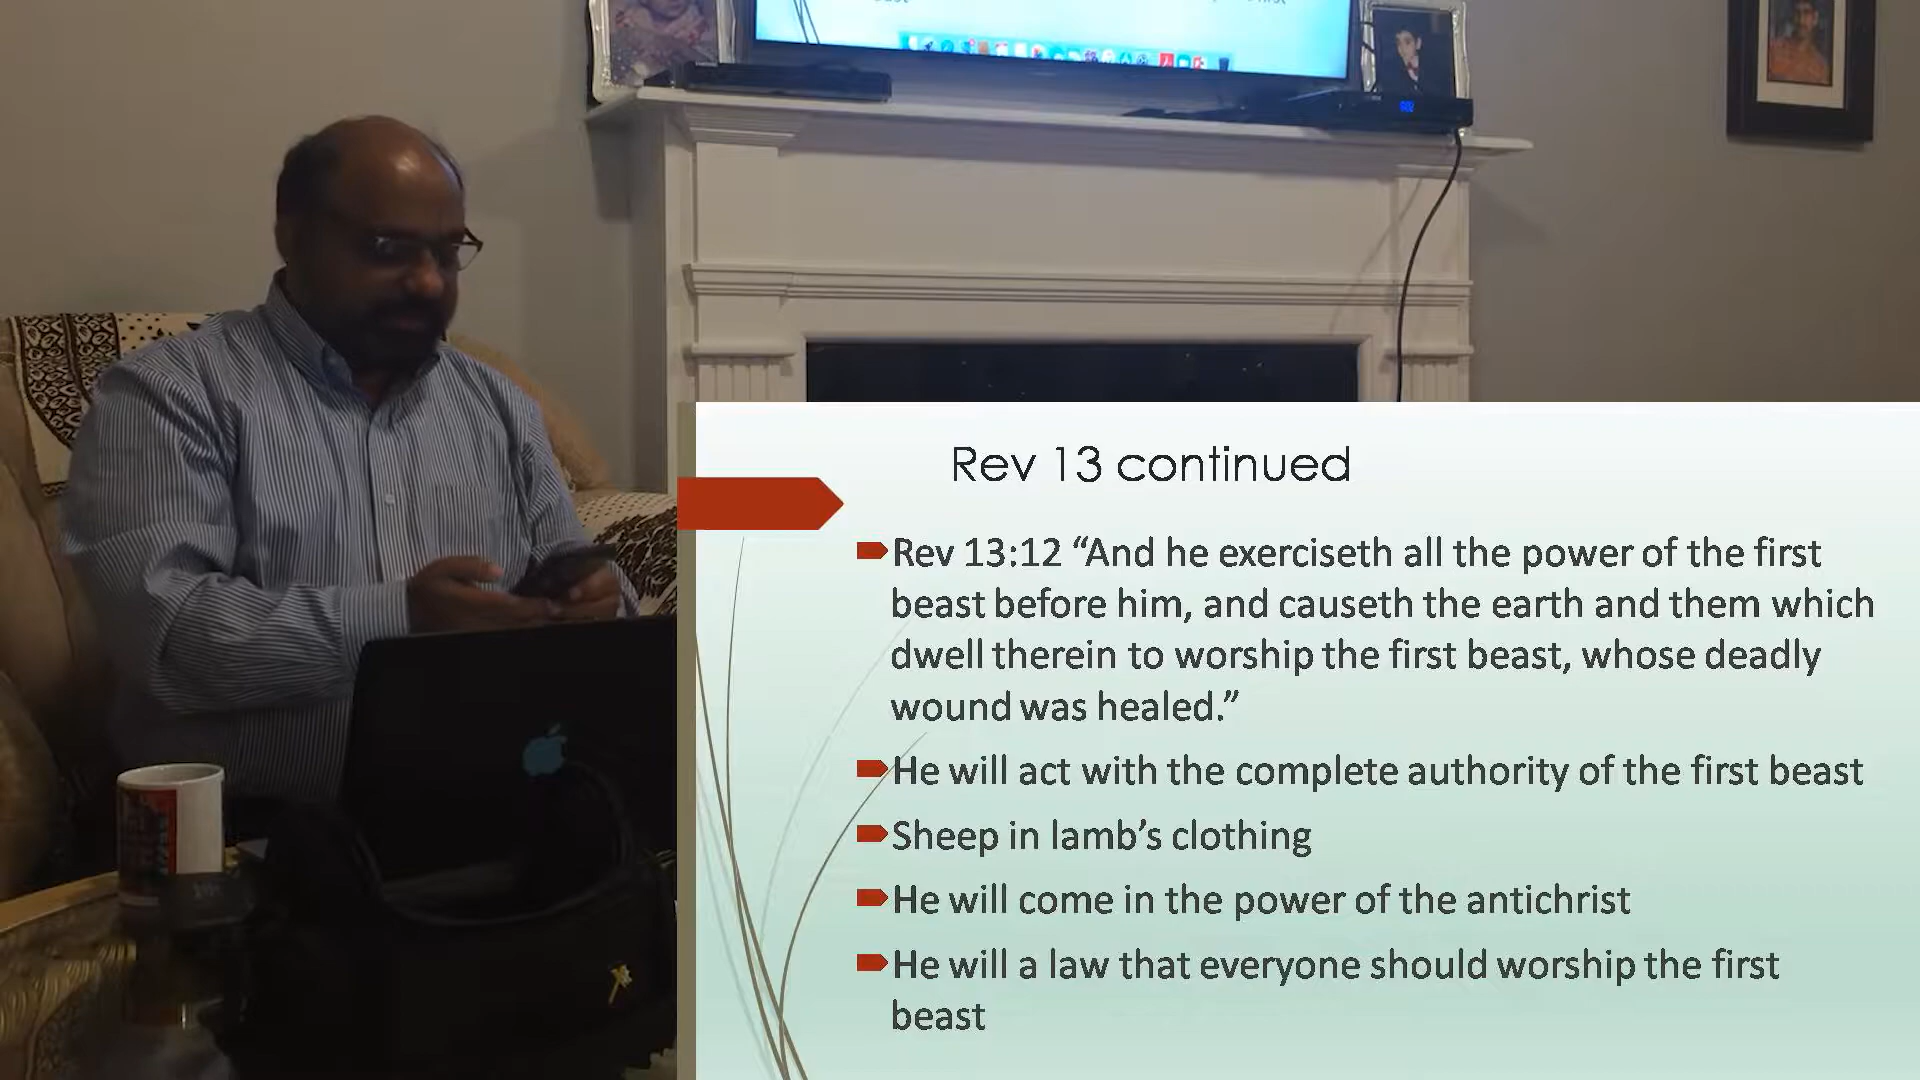 Rev 13 continued
Rev 13:12 “And he exerciseth all the power of the first
beast before him, and causeth the earth and them which
dwell therein to worship the first beast, whose deadly
wound was healed.”
He will act with the complete authority of the first beast
Sheep in lamb’s clothing
He will come in the power of the antichrist
He will a law that everyone should worship the first
beast